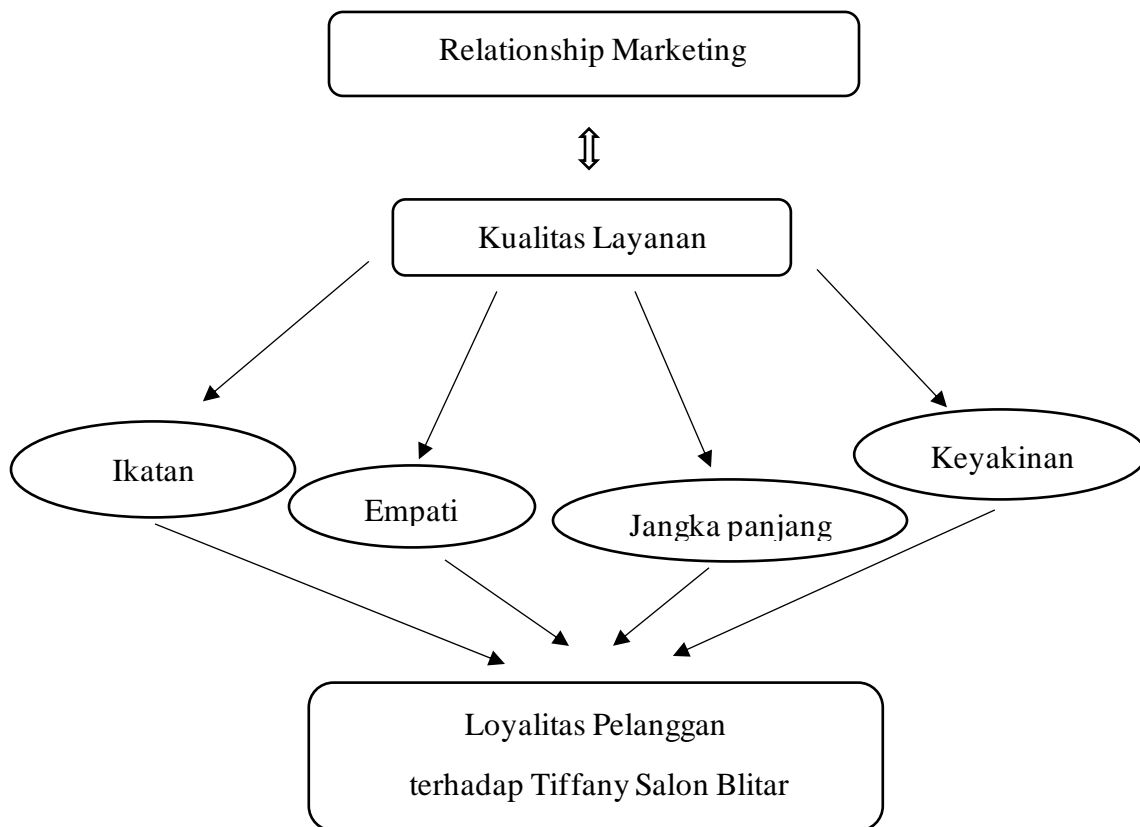 Relationship Marketing
Kualitas Layanan
Ikatan
Empati
Jangka panjang
Keyakinan
Loyalitas Pelanggan
terhadap Tiffany Salon Blitar